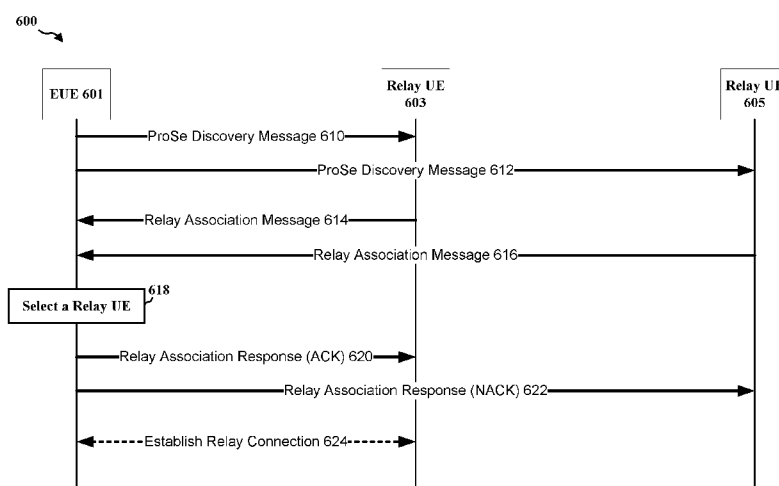 600
EUE 601
Relay UE
603
Relay UE
605
ProSe Discovery Message 610
ProSe Discovery Message 612
Relay Association Message 614
Relay Association Message 616
618
Select a Relay UE
Relay Association Response (ACK) 620
Relay Association Response (NACK) 622
Establish Relay Connection 624